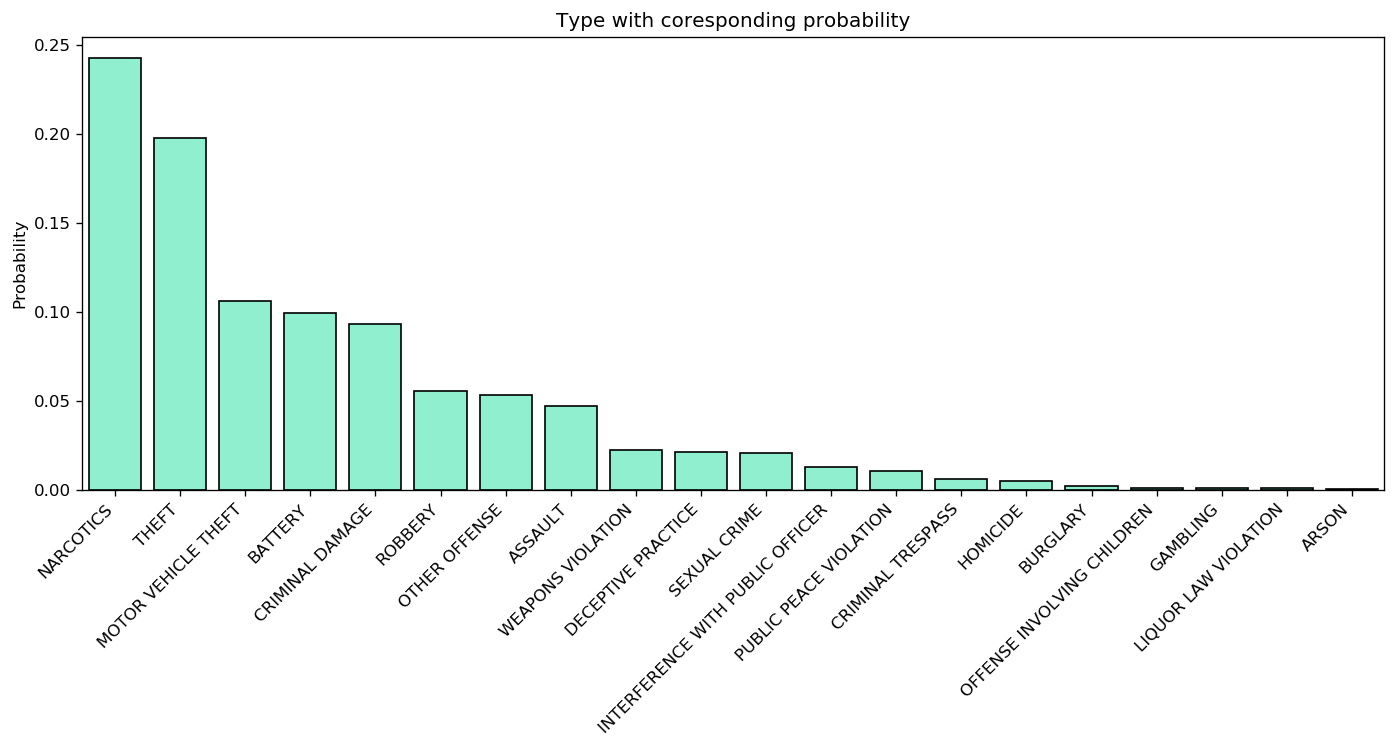 Type with coresponding probability
Probability
0.25
0.20
0.15
0.10
0.05
0.00
NARCOTICS
THEFT
MOTOR VEHICLE THEFT
BATTERY
CRIMINAL DAMAGE
ROBBERY
OTHER OFFENSE
ASSAULT
WEAPONS VIOLATION
DECEPTIVE PRACTICE
SEXUAL CRIME
INTERFERENCE WITH PUBLIC OFFICER
PUBLIC PEACE VIOLATION
CRIMINAL TRESPASS
HOMICIDE
BURGLARY
OFFENSE INVOLVING CHILDREN
GAMBLING
LIQUOR LAW VIOLATION
ARSON